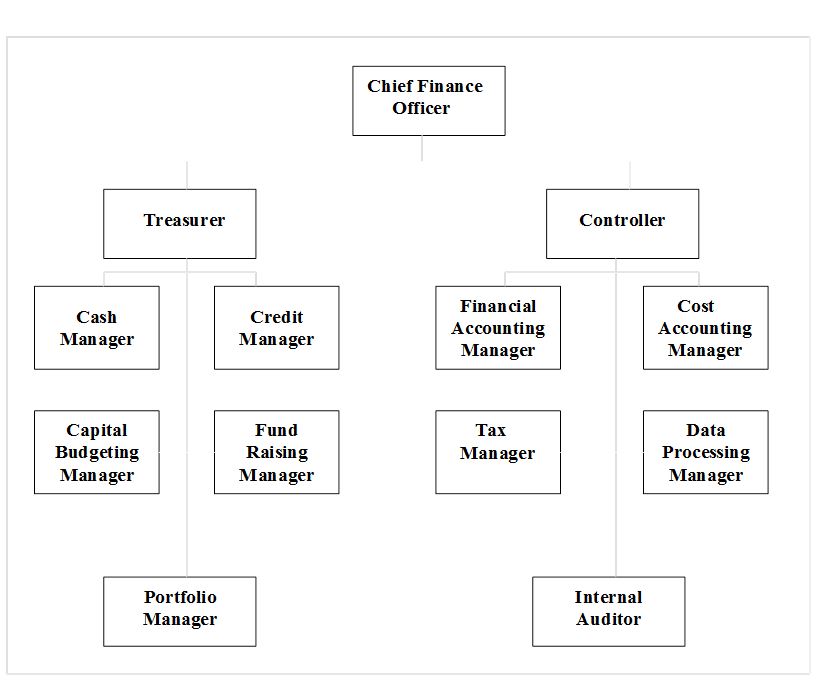 Chief Finance
Officer
Treasurer
Controller
Cash
Manager
Credit
Manager
Financial
Accounting
Manager
Cost
Accounting
Manager
Capital
Budgeting
Manager
Fund
Raising
Manager
Tax
Manager
Data
Processing
Manager
Portfolio
Manager
Internal
Auditor